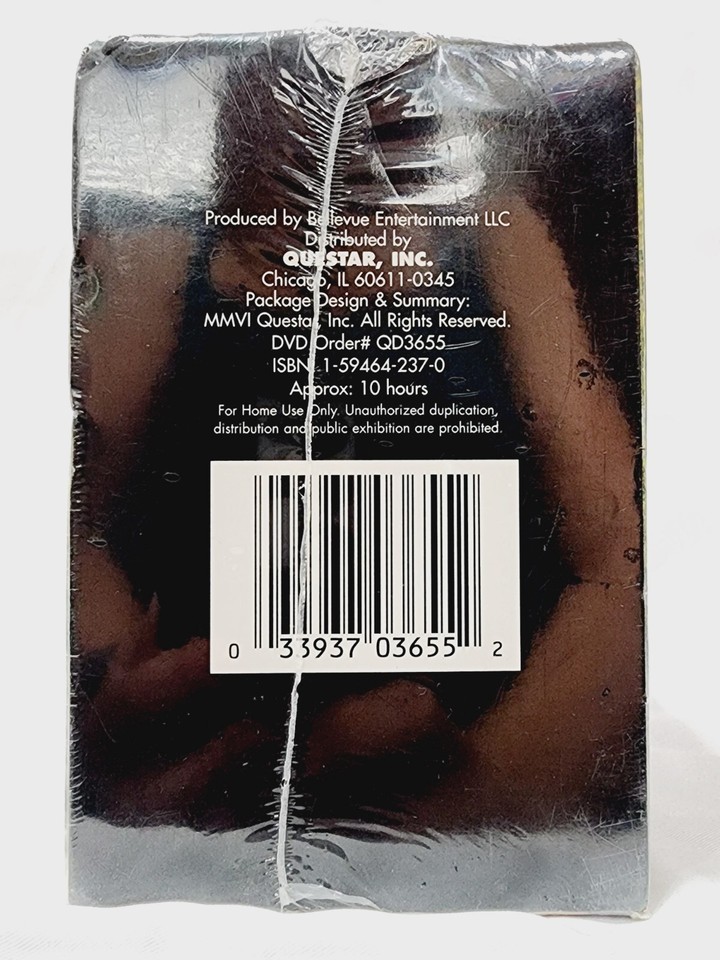 Produced by Bellevue Entertainment LLC
Distributed by
QUESTAR, INC.
Chicago, IL 60611-0345
Package Design & Summary:
MMVI Questar, Inc. All Rights Reserved.
DVD Order# QD3655
ISBN: 1-59464-237-0
Approx: 10 hours
For Home Use Only. Unauthorized duplication,
distribution and public exhibition are prohibited.
0 33937 03655 2